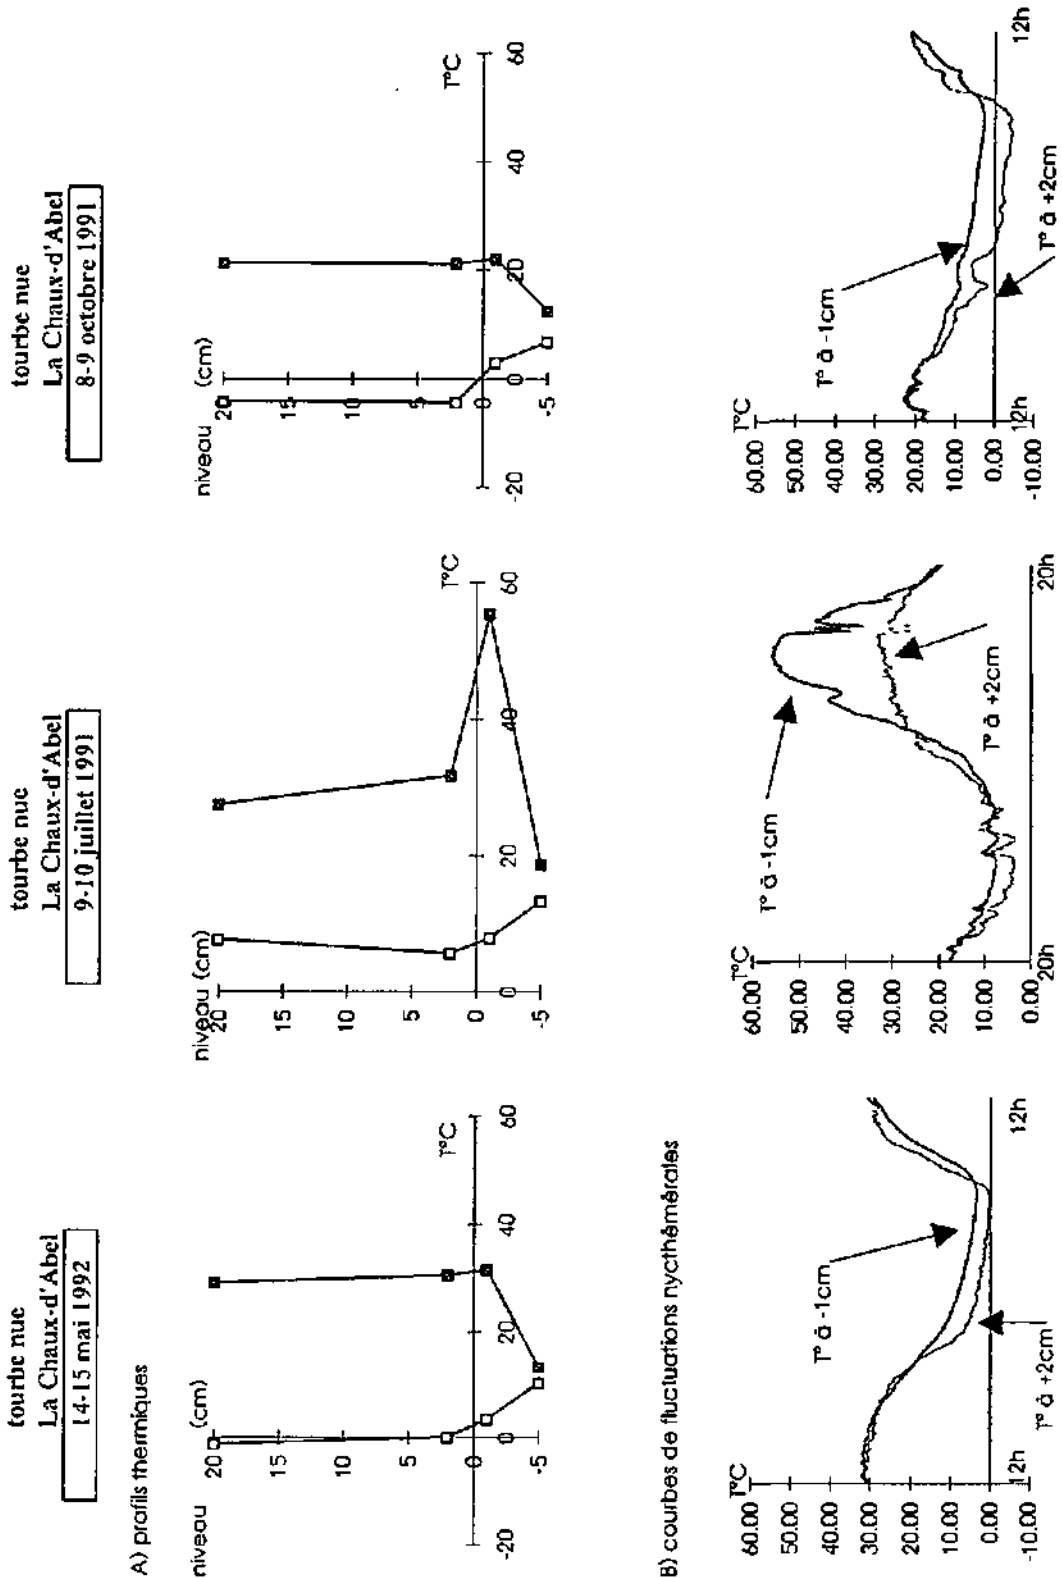 tourbe nue
La Chaux-d'Abel
14-15 mai 1992
tourbe nue
La Chaux-d'Abel
9-10 juillet 1991
tourbe nue
La Chaux-d'Abel
8-9 octobre 1991
A) profils thermiques
niveau (cm)
20
15
10
5
0
-5
-20
0
20
40
60
T°C
niveau (cm)
20
15
10
5
0
-5
0
20
40
60
T°C
niveau (cm)
20
15
10
5
0
-5
-20
0
20
40
60
T°C
B) courbes de fluctuations nycthémérales
T°C
60.00
50.00
40.00
30.00
20.00
10.00
0.00
-10.00
12h
12h
T° à -1cm
T° à +2cm
T°C
60.00
50.00
40.00
30.00
20.00
10.00
0.00
20h
20h
T° à -1cm
T° à +2cm
T°C
60.00
50.00
40.00
30.00
20.00
10.00
0.00
-10.00
12h
12h
T° à -1cm
T° à +2cm